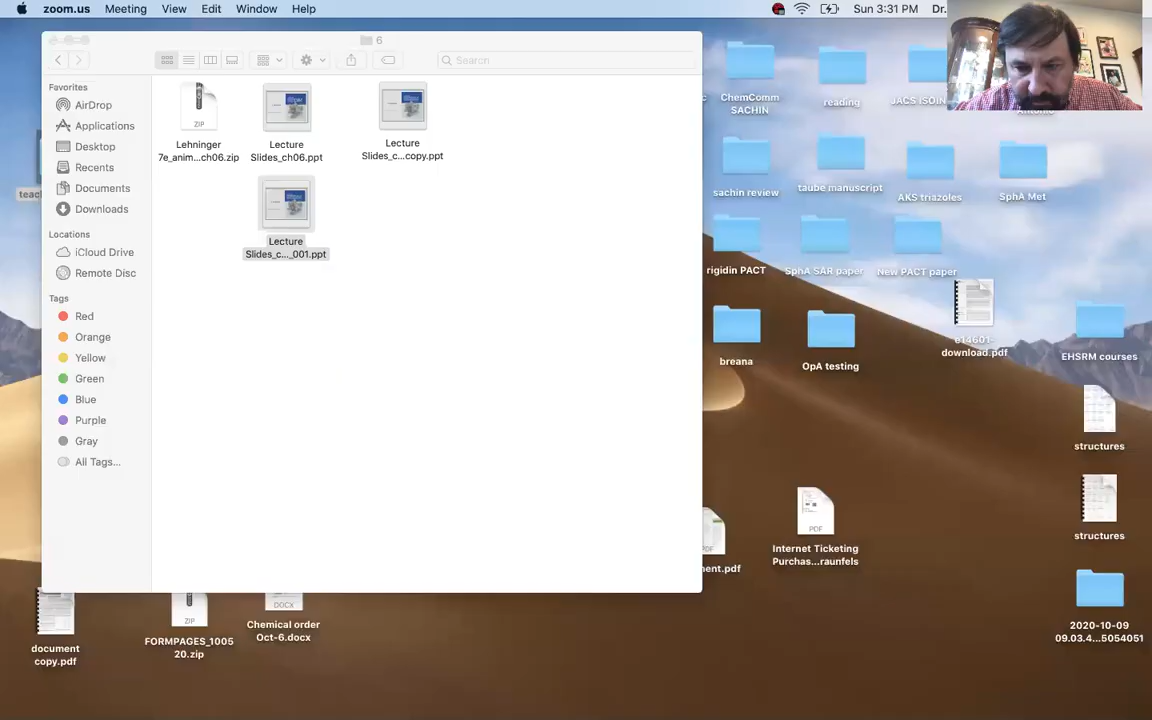 zoom.us Meeting View Edit Window Help
Sun 3:31 PM Dr.
6
Search
Favorites
AirDrop
Applications
Desktop
Recents
Documents
Downloads
Locations
iCloud Drive
Remote Disc
Tags
Red
Orange
Yellow
Green
Blue
Purple
Gray
All Tags...
ZIP
Lehninger
7e_anim...ch06.zip
Lecture
Slides_ch06.ppt
Lecture
Slides_c...copy.ppt
Lecture
Slides_c..._001.ppt
ChemComm
SACHIN
reading
sachin review
taube manuscript
AKS triazoles
SphA Met
rigidin PACT
SphA SAR paper
New PACT paper
breana
OpA testing
e14601-
download.pdf
EHSRM courses
structures
structures
PDF
Internet Ticketing
Purchas...raunfels
2020-10-09
09.03.4...5054051
document
copy.pdf
ZIP
FORMPAGES_1005
20.zip
DOCX
Chemical order
Oct-6.docx